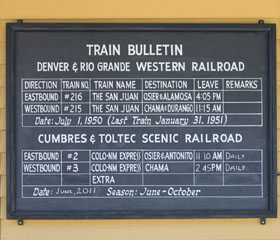 TRAIN BULLETIN
DENVER & RIO GRANDE WESTERN RAILROAD
DIRECTION TRAIN NO. TRAIN NAME DESTINATION LEAVE REMARKS
EASTBOUND #216 THE SAN JUAN OSIER & ALAMOSA 4:05 PM
WESTBOUND #215 THE SAN JUAN CHAMA & DURANGO 11:15 AM
Date: July 1, 1950 (Last Train January 31, 1951)
CUMBRES & TOLTEC SCENIC RAILROAD
EASTBOUND #2 COLO-NM EXPRESS OSIER & ANTONITO 11:10 AM DAILY
WESTBOUND #3 COLO-NM EXPRESS CHAMA 2:45 PM DAILY
EXTRA
Date: JUNE, 2011 Season: June-October